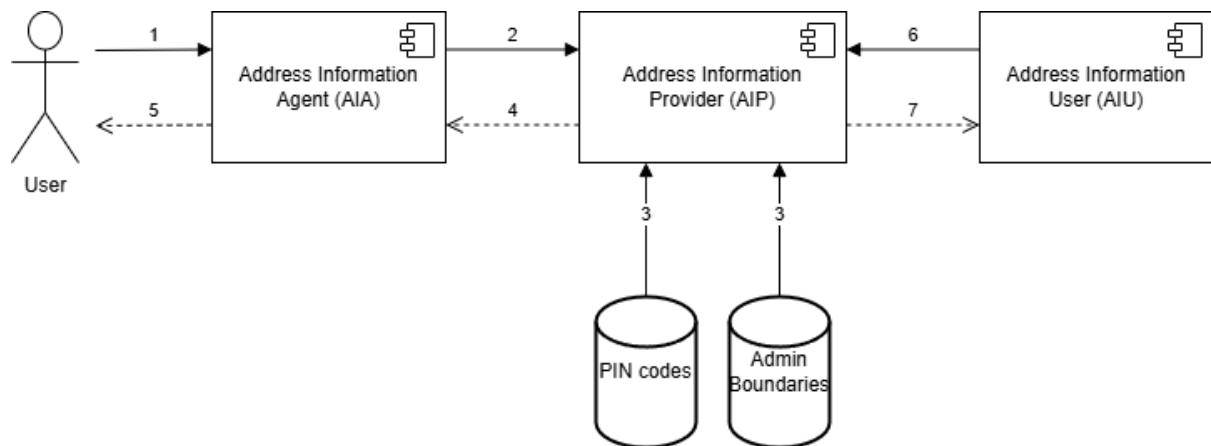 1
2
6
Address Information
Agent (AIA)
Address Information
Provider (AIP)
Address Information
User (AIU)
5
4
7
User
3
3
PIN codes
Admin
Boundaries